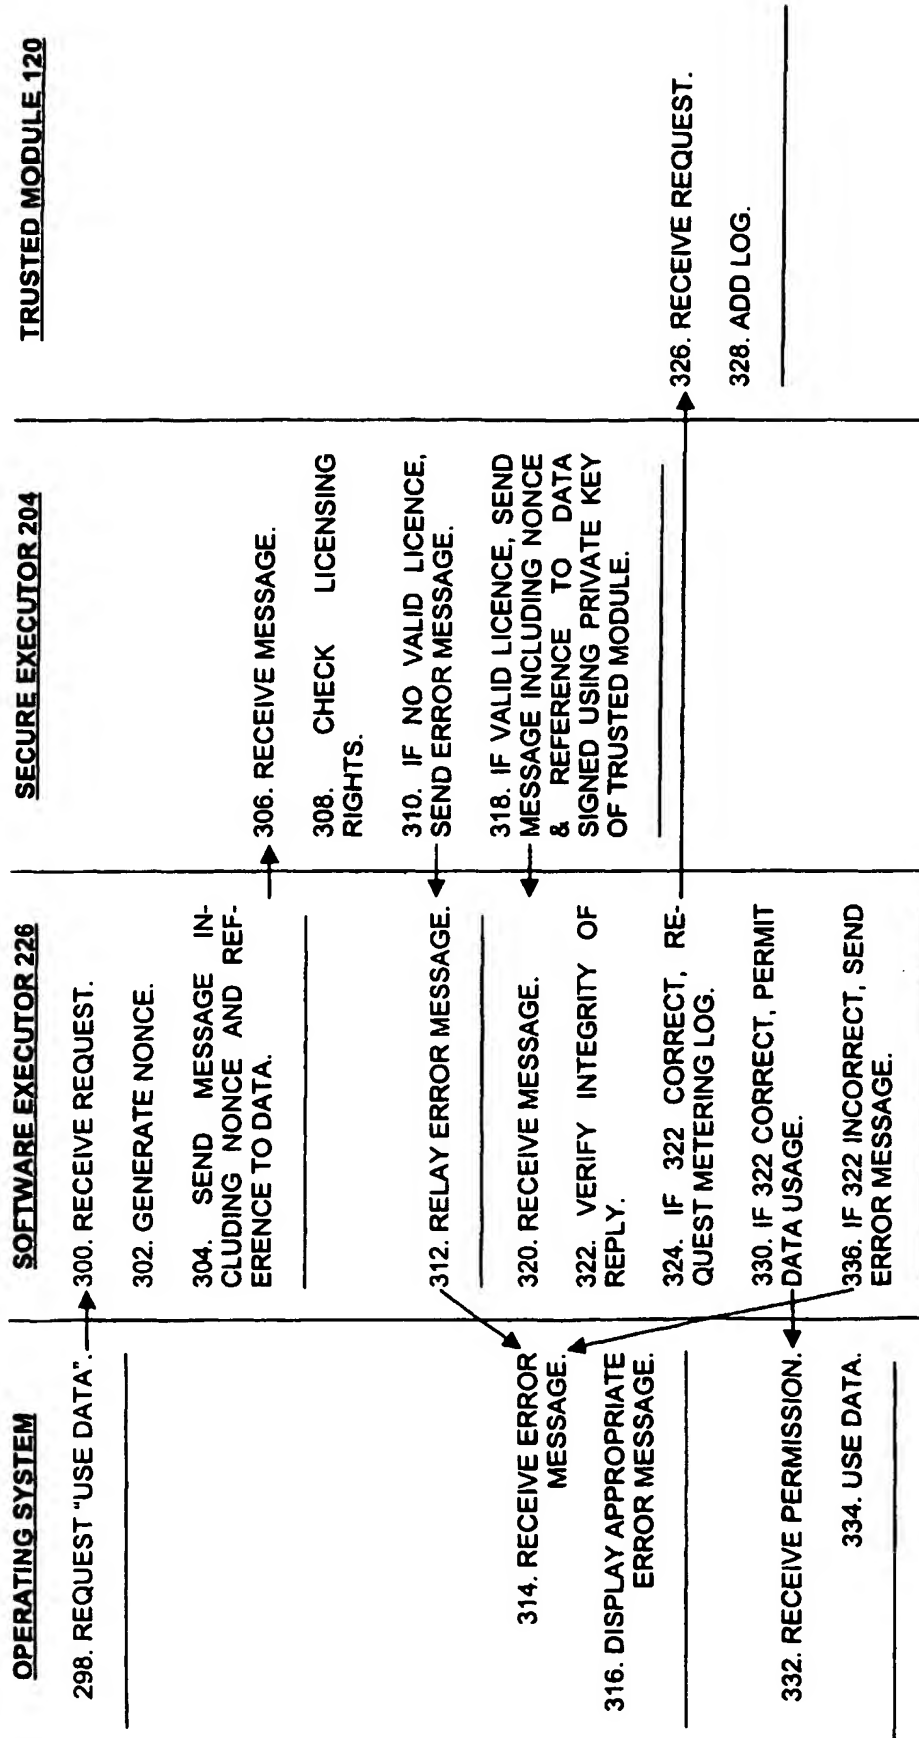 OPERATING SYSTEM
298. REQUEST "USE DATA".
314. RECEIVE ERROR
MESSAGE.
316. DISPLAY APPROPRIATE
ERROR MESSAGE.
332. RECEIVE PERMISSION.
334. USE DATA.
SOFTWARE EXECUTOR 226
300. RECEIVE REQUEST.
302. GENERATE NONCE.
304. SEND MESSAGE IN-
CLUDING NONCE AND REF-
ERENCE TO DATA.
312. RELAY ERROR MESSAGE.
320. RECEIVE MESSAGE.
322. VERIFY INTEGRITY OF
REPLY.
324. IF 322 CORRECT, RE-
QUEST METERING LOG.
330. IF 322 CORRECT, PERMIT
DATA USAGE.
336. IF 322 INCORRECT, SEND
ERROR MESSAGE.
SECURE EXECUTOR 204
306. RECEIVE MESSAGE.
308. CHECK LICENSING
RIGHTS.
310. IF NO VALID LICENCE,
SEND ERROR MESSAGE.
318. IF VALID LICENCE, SEND
MESSAGE INCLUDING NONCE
& REFERENCE TO DATA
SIGNED USING PRIVATE KEY
OF TRUSTED MODULE.
TRUSTED MODULE 120
326. RECEIVE REQUEST.
328. ADD LOG.